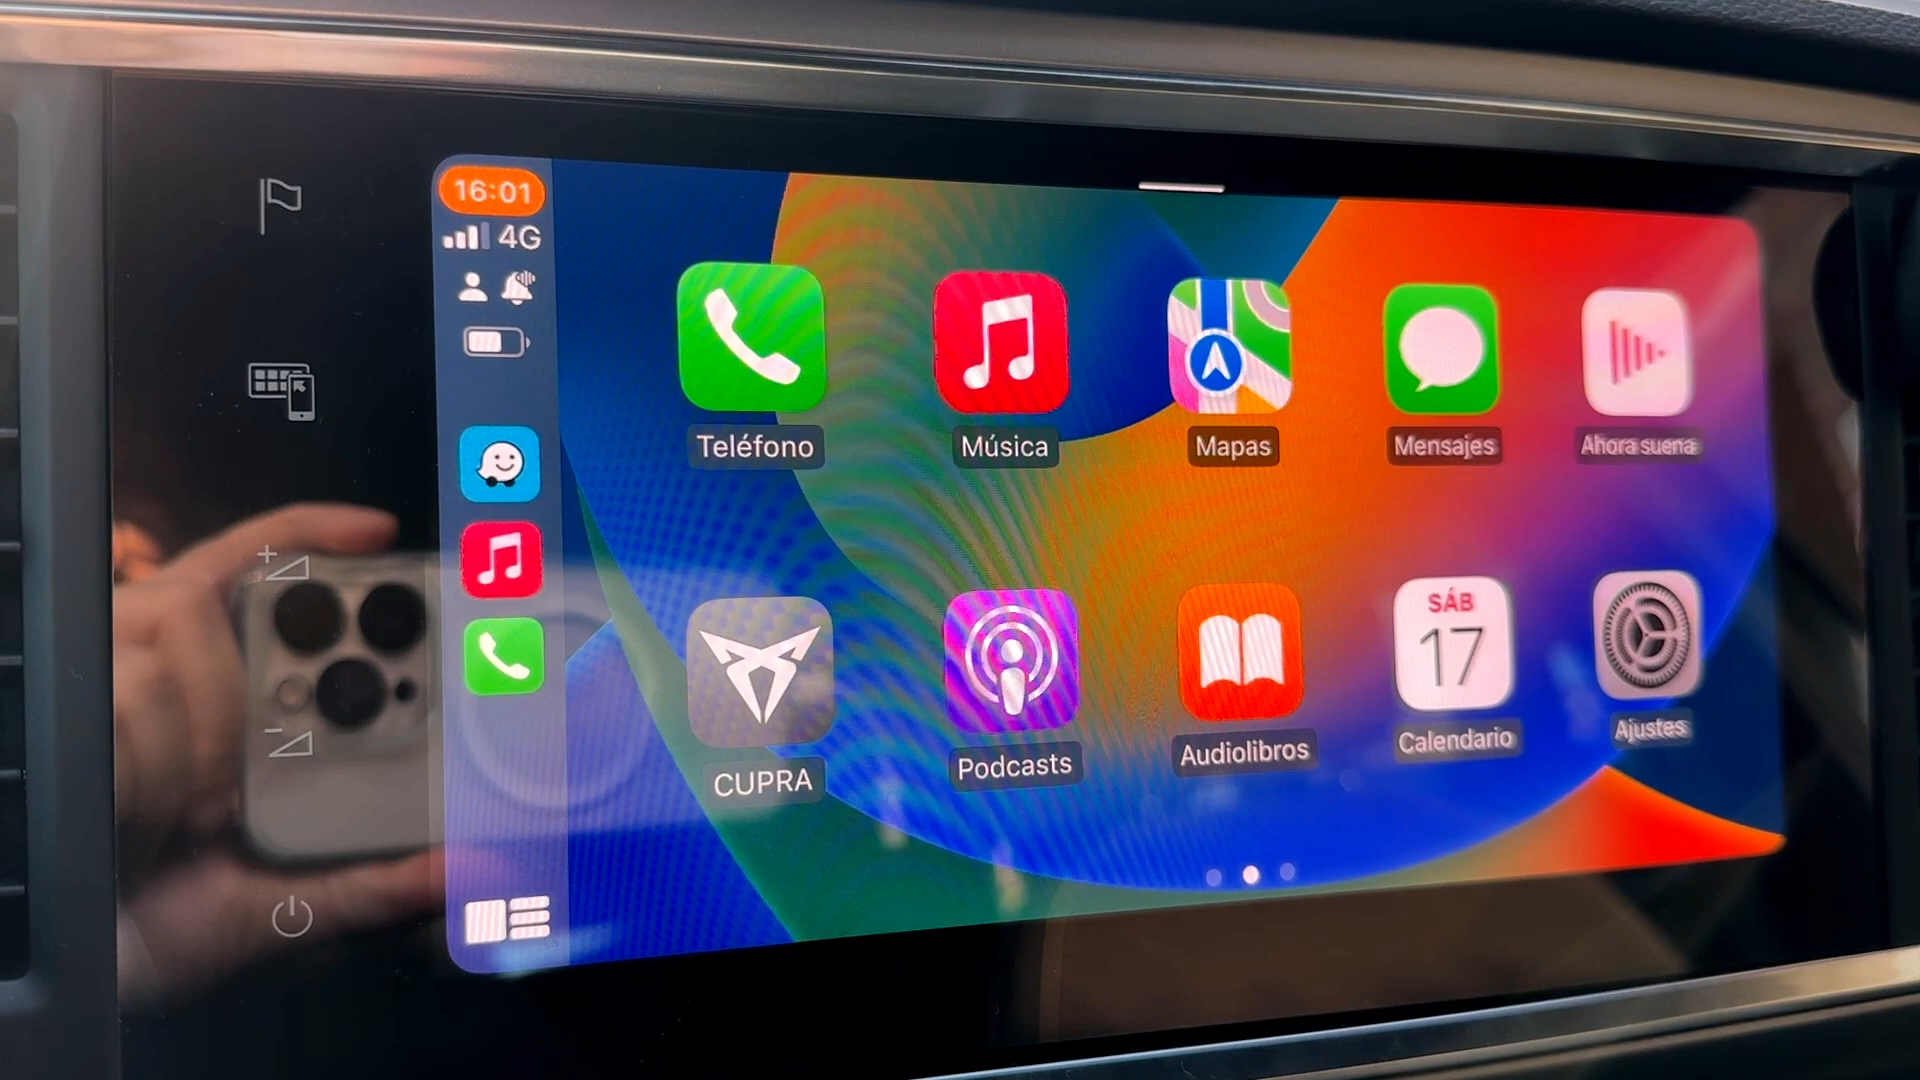 16:01
4G
Teléfono
Música
Mapas
Mensajes
Ahora suena
CUPRA
Podcasts
Audiolibros
SÁB
17
Calendario
Ajustes